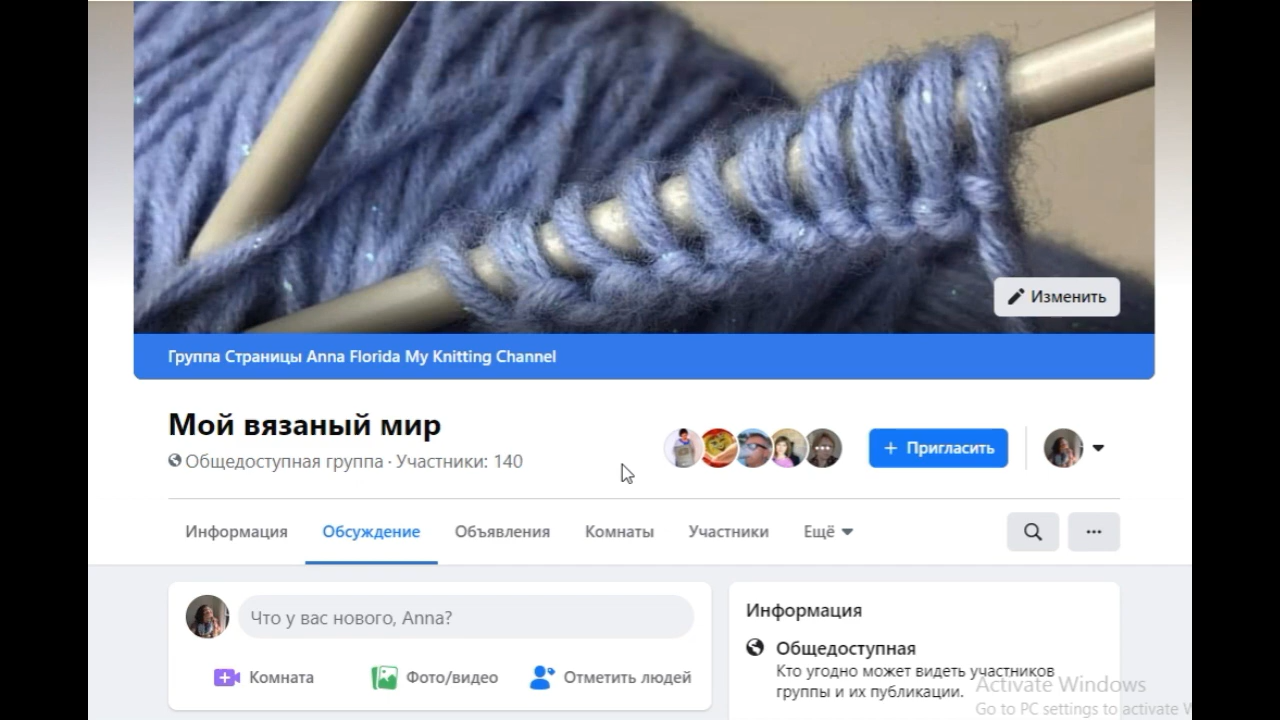 Изменить
Группа Страницы Anna Florida My Knitting Channel
Мой вязаный мир
Общедоступная группа · Участники: 140
+ Пригласить
Информация Обсуждение Объявления Комнаты Участники Ещё
Что у вас нового, Anna?
Комната Фото/видео Отметить людей
Информация
Общедоступная
Кто угодно может видеть участников
группы и их публикации.
Activate Windows
Go to PC settings to activate W